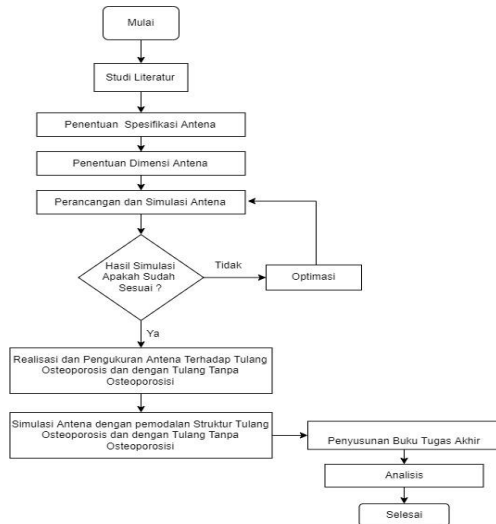 Mulai
Studi Literatur
Penentuan Spesifikasi Antena
Penentuan Dimensi Antena
Perancangan dan Simulasi Antena
Hasil Simulasi
Apakah Sudah
Sesuai ?
Tidak
Optimasi
Ya
Realisasi dan Pengukuran Antena Terhadap Tulang
Osteoporosis dan dengan Tulang Tanpa
Osteoporosisi
Simulasi Antena dengan pemodalan Struktur Tulang
Osteoporosis dan dengan Tulang Tanpa
Osteoporosisi
Penyusunan Buku Tugas Akhir
Analisis
Selesai